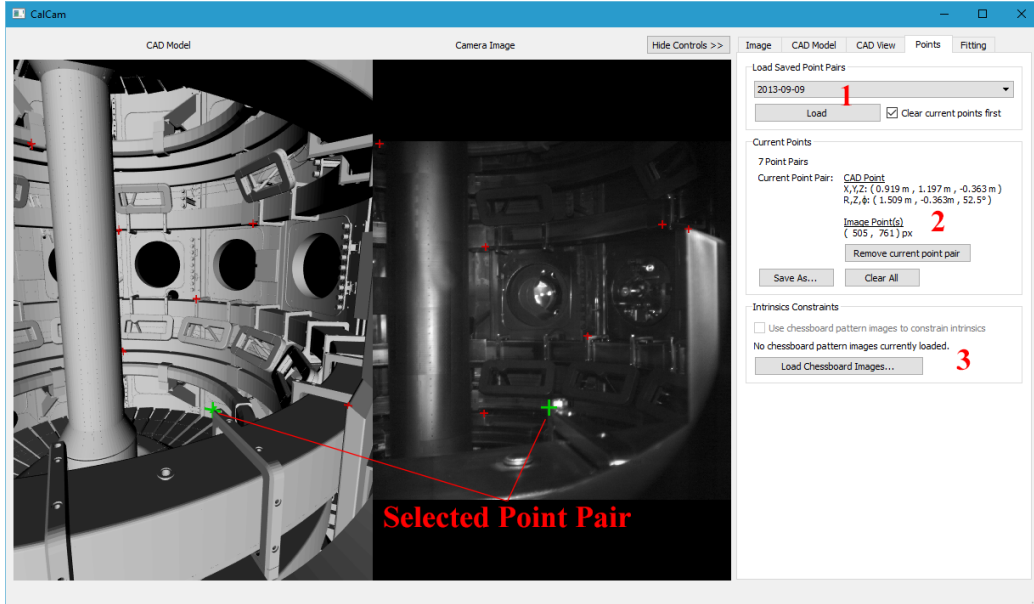 CalCam
CAD Model
Camera Image
Hide Controls >>
Image
CAD Model
CAD View
Points
Fitting
Load Saved Point Pairs
2013-09-09
1
Load
Clear current points first
Current Points
7 Point Pairs
Current Point Pair:
CAD Point
X,Y,Z: ( 0.919 m , 1.197 m , -0.363 m )
R,Z,ϕ: ( 1.509 m , -0.363m , 52.5° )
Image Point(s)
( 505 , 761 ) px
2
Remove current point pair
Save As...
Clear All
Intrinsics Constraints
Use chessboard pattern images to constrain intrinsics
No chessboard pattern images currently loaded.
Load Chessboard Images...
3
Selected Point Pair